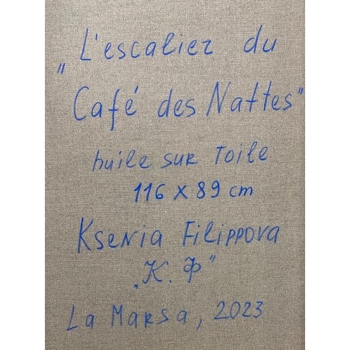 „L'escalier du
Café des Nattes"
huile sur toile
116 x 89 cm
Ksenia Filippova
„К. Ф"
La Marsa, 2023